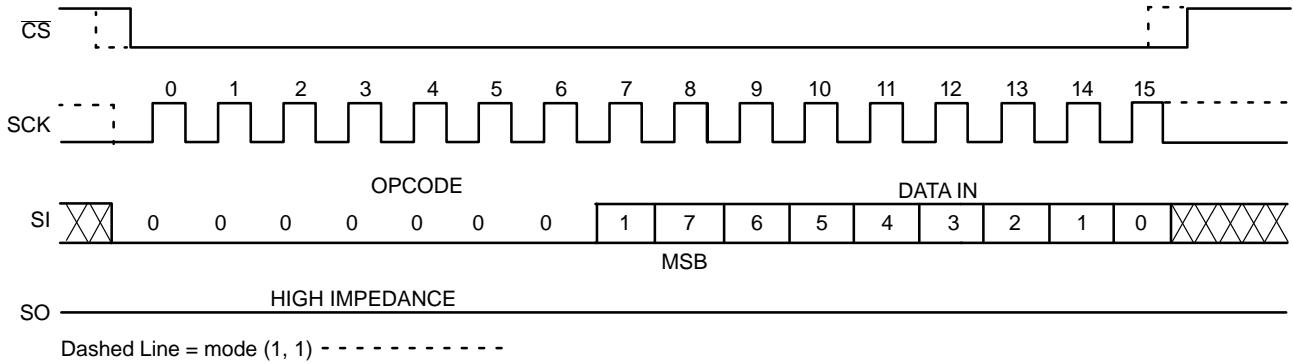 CS
0 1 2 3 4 5 6 7 8 9 10 11 12 13 14 15
SCK
OPCODE DATA IN
SI 0 0 0 0 0 0 0 1 7 6 5 4 3 2 1 0
MSB
HIGH IMPEDANCE
SO
Dashed Line = mode (1, 1)